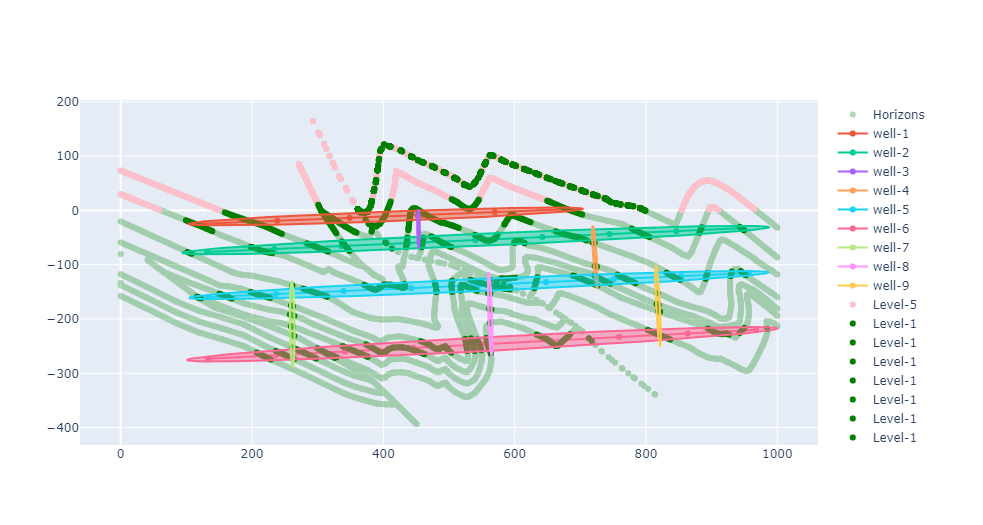 200
100
0
−100
−200
−300
−400
0
200
400
600
800
1000
Horizons
well-1
well-2
well-3
well-4
well-5
well-6
well-7
well-8
well-9
Level-5
Level-1
Level-1
Level-1
Level-1
Level-1
Level-1
Level-1